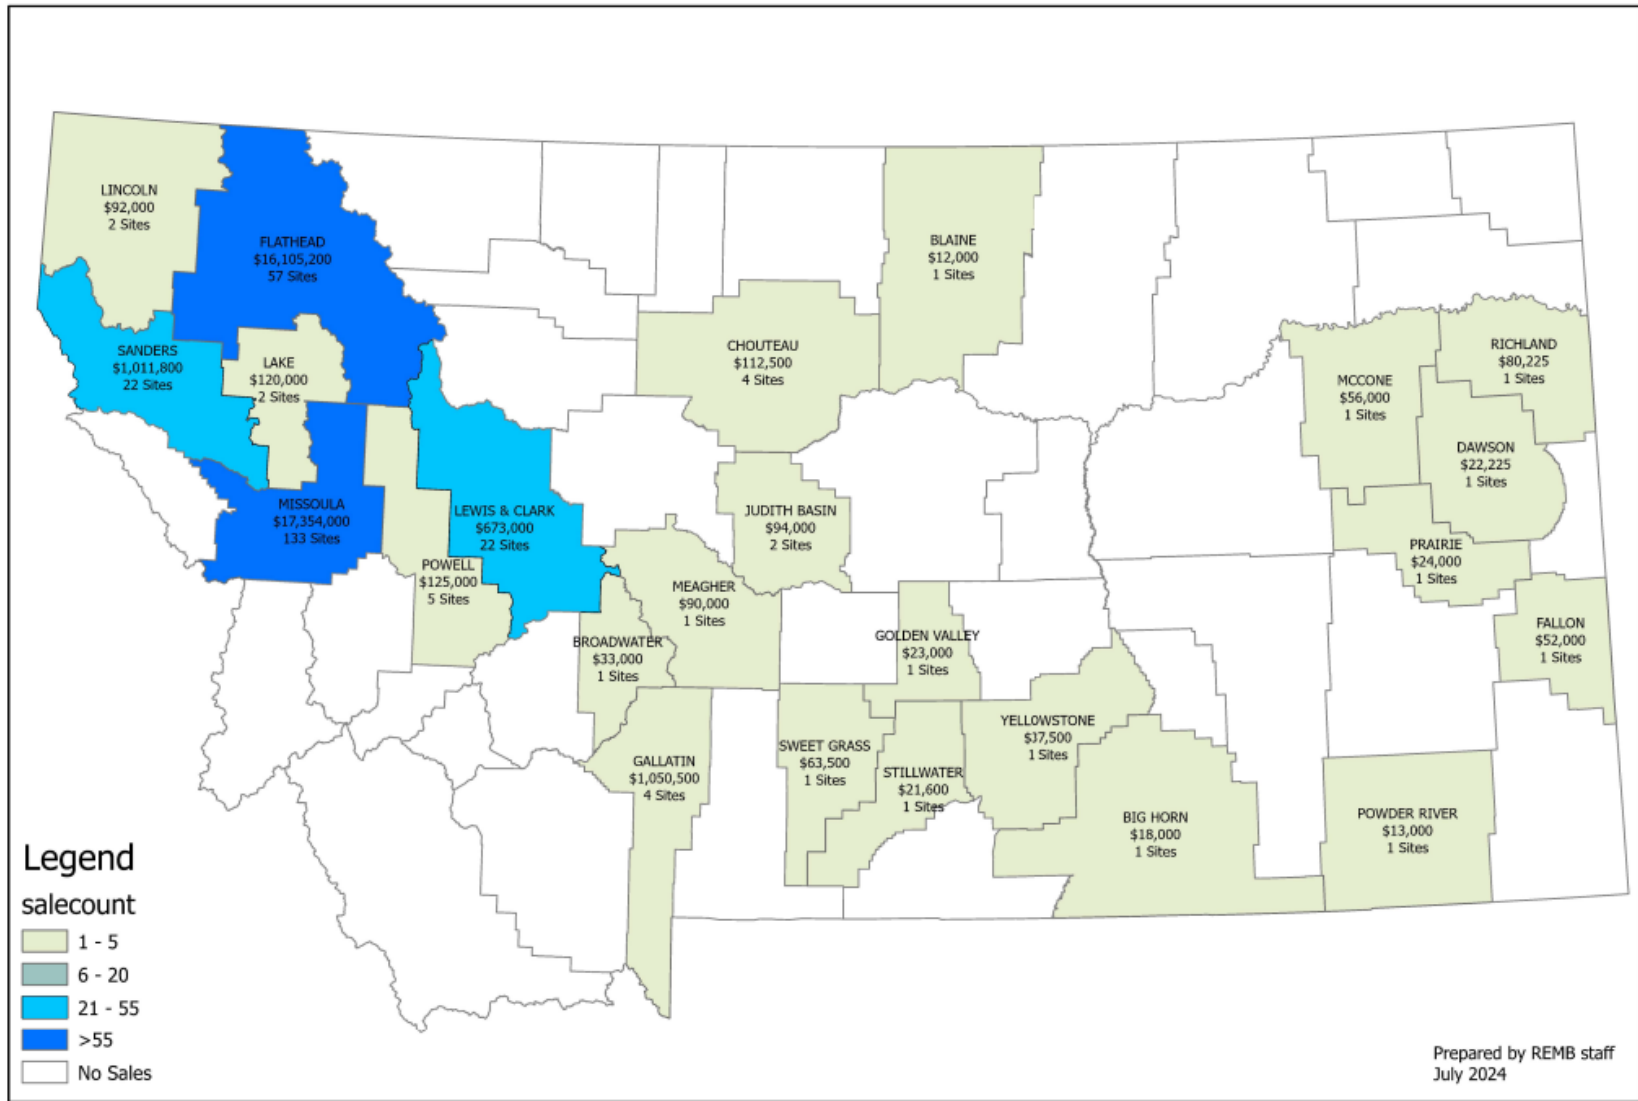 LINCOLN
$92,000
2 Sites
FLATHEAD
$16,105,200
57 Sites
BLAINE
$12,000
1 Sites
SANDERS
$1,011,800
22 Sites
LAKE
$120,000
2 Sites
CHOUTEAU
$112,500
4 Sites
RICHLAND
$80,225
1 Sites
MCCONE
$56,000
1 Sites
DAWSON
$22,225
1 Sites
MISSOULA
$17,354,000
133 Sites
LEWIS & CLARK
$673,000
22 Sites
JUDITH BASIN
$94,000
2 Sites
PRAIRIE
$24,000
1 Sites
POWELL
$125,000
5 Sites
MEAGHER
$90,000
1 Sites
FALLON
$52,000
1 Sites
BROADWATER
$33,000
1 Sites
GOLDEN VALLEY
$23,000
1 Sites
YELLOWSTONE
$37,500
1 Sites
SWEET GRASS
$63,500
1 Sites
GALLATIN
$1,050,500
4 Sites
STILLWATER
$21,600
1 Sites
BIG HORN
$18,000
1 Sites
POWDER RIVER
$13,000
1 Sites
Legend
salecount
1 - 5
6 - 20
21 - 55
>55
No Sales
Prepared by REMB staff
July 2024